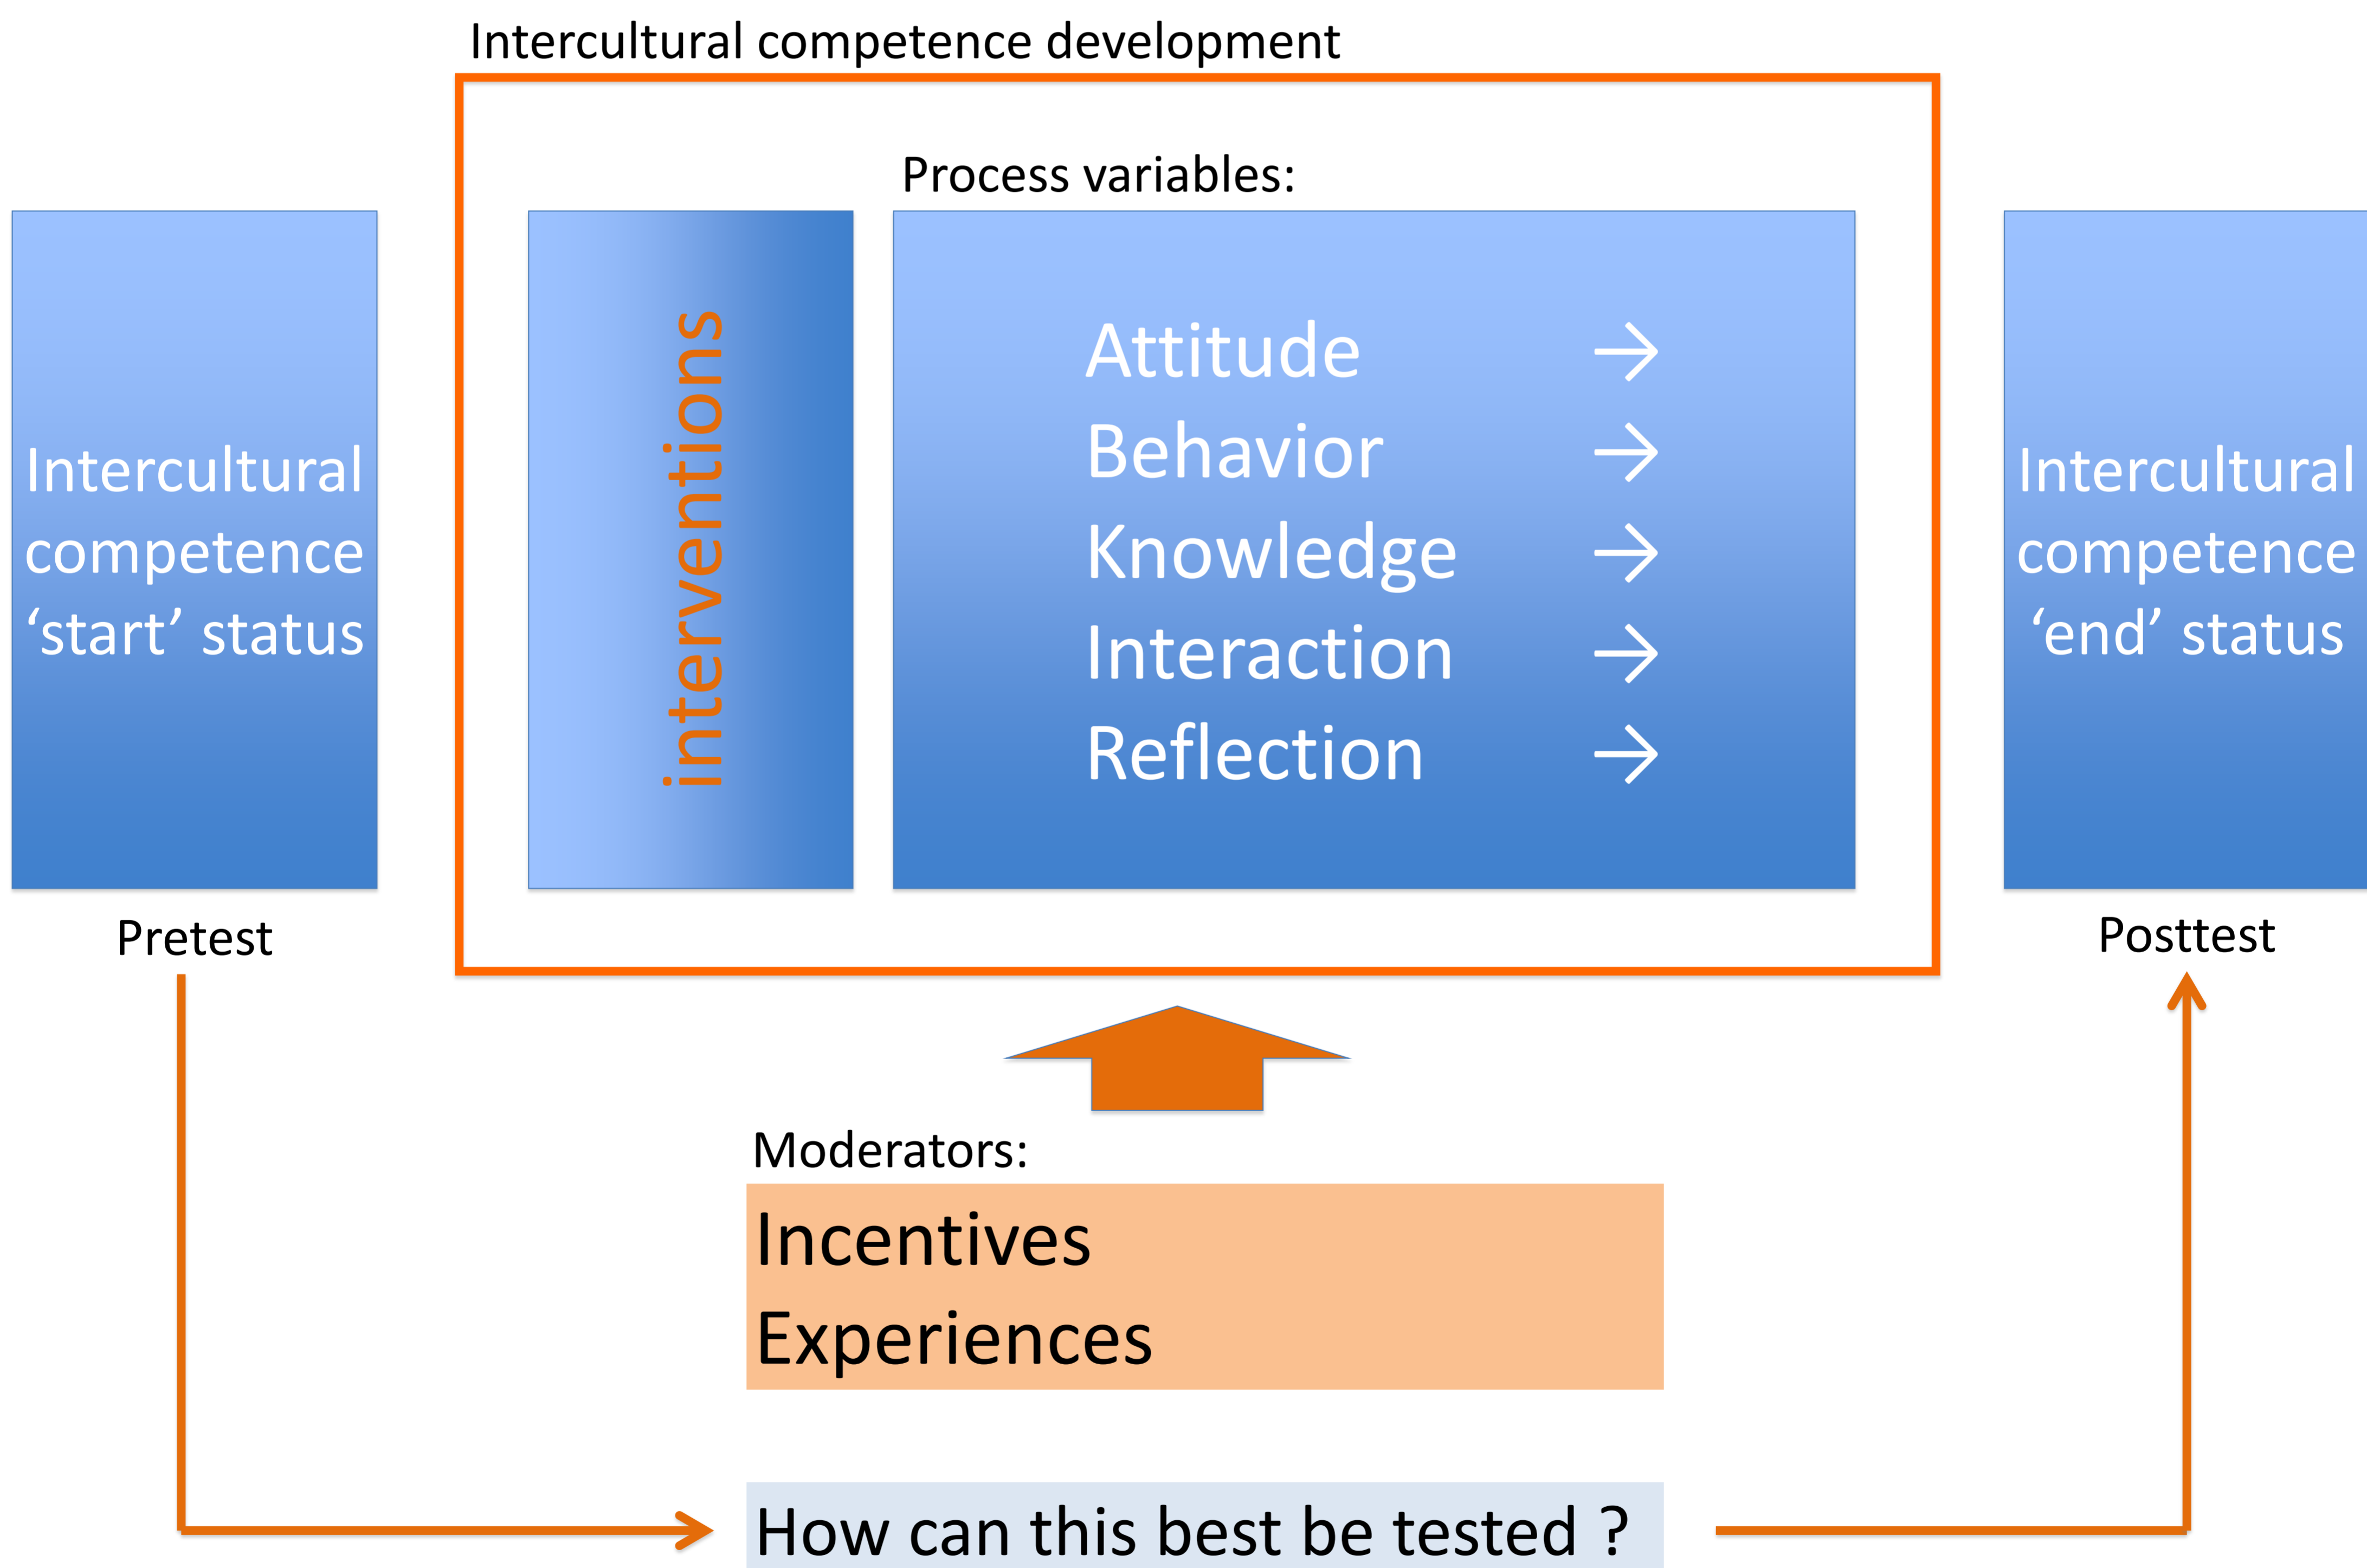 Intercultural competence development
Process variables:
Intercultural
competence
‘start’ status
Pretest
interventions
Attitude →
Behavior →
Knowledge →
Interaction →
Reflection →
Intercultural
competence
‘end’ status
Posttest
Moderators:
Incentives
Experiences
How can this best be tested ?